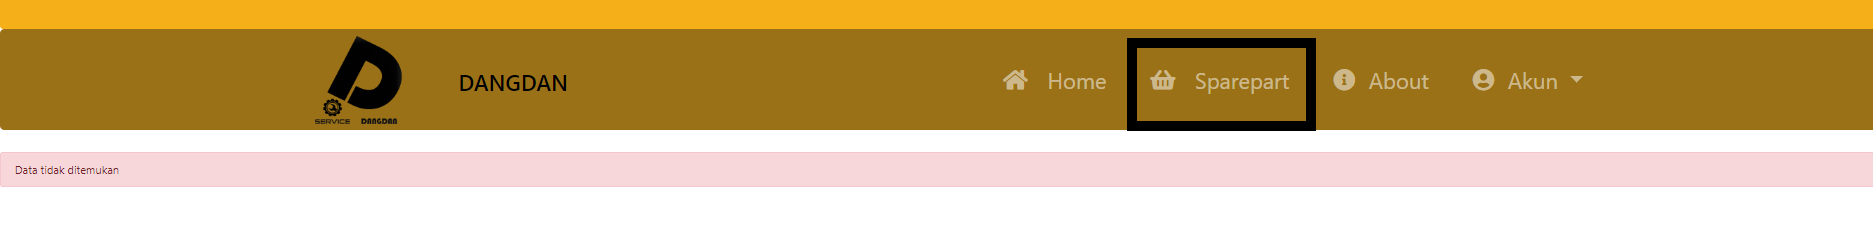 DANGDAN
Home
Sparepart
About
Akun
SERVICE DANGDAN
Data tidak ditemukan